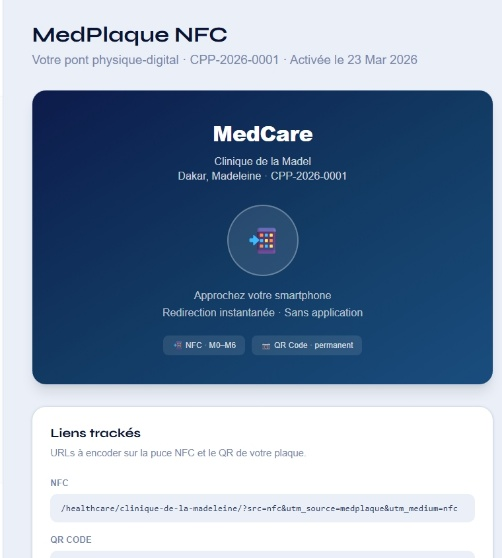 MedPlaque NFC
Votre pont physique-digital · CPP-2026-0001 · Activée le 23 Mar 2026
MedCare
Clinique de la Madel
Dakar, Madeleine · CPP-2026-0001
Approchez votre smartphone
Redirection instantanée · Sans application
NFC · M0–M6
QR Code · permanent
Liens trackés
URLs à encoder sur la puce NFC et le QR de votre plaque.
NFC
/healthcare/clinique-de-la-madeleine/?src=nfc&utm_source=medplaque&utm_medium=nfc
QR CODE